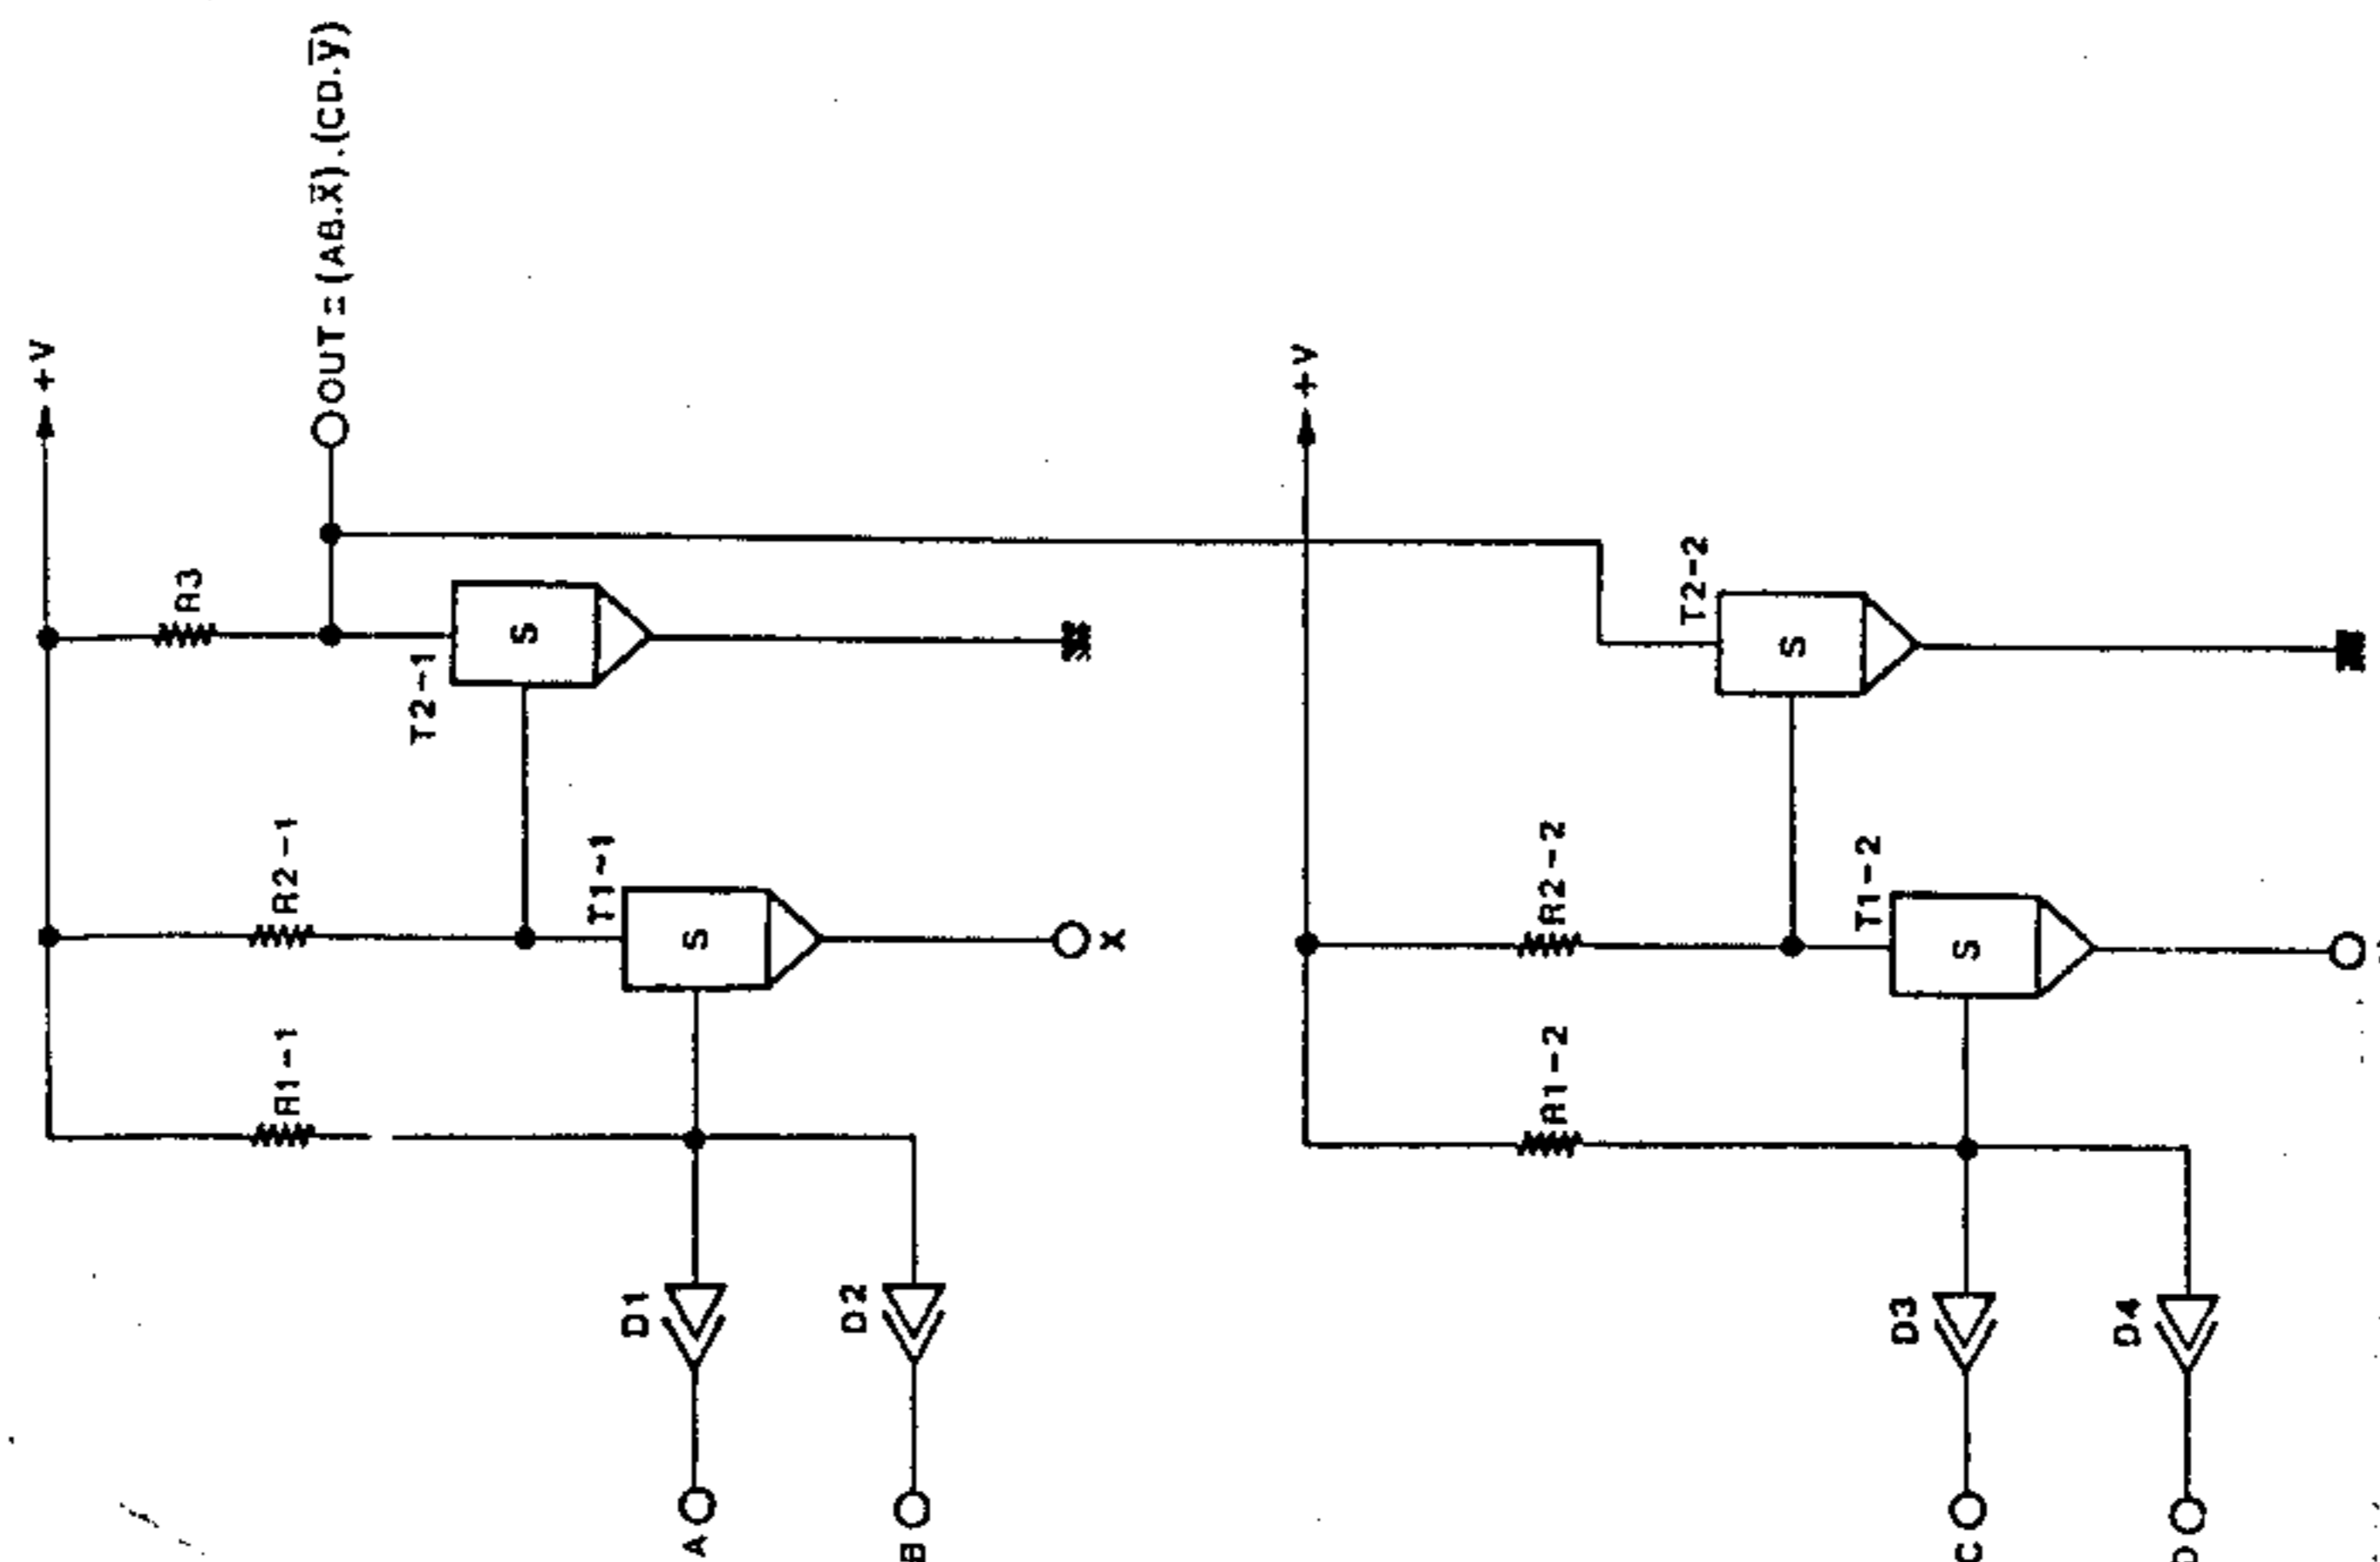 +V
R3
R1-1
R2-1
OUT=(AB.X̅).(CD.y̅)
T2-1
S
T1-1
D1
A
S
D2
B
X
+V
R1-2
R2-2
T2-2
S
T1-2
D3
C
S
D4
D